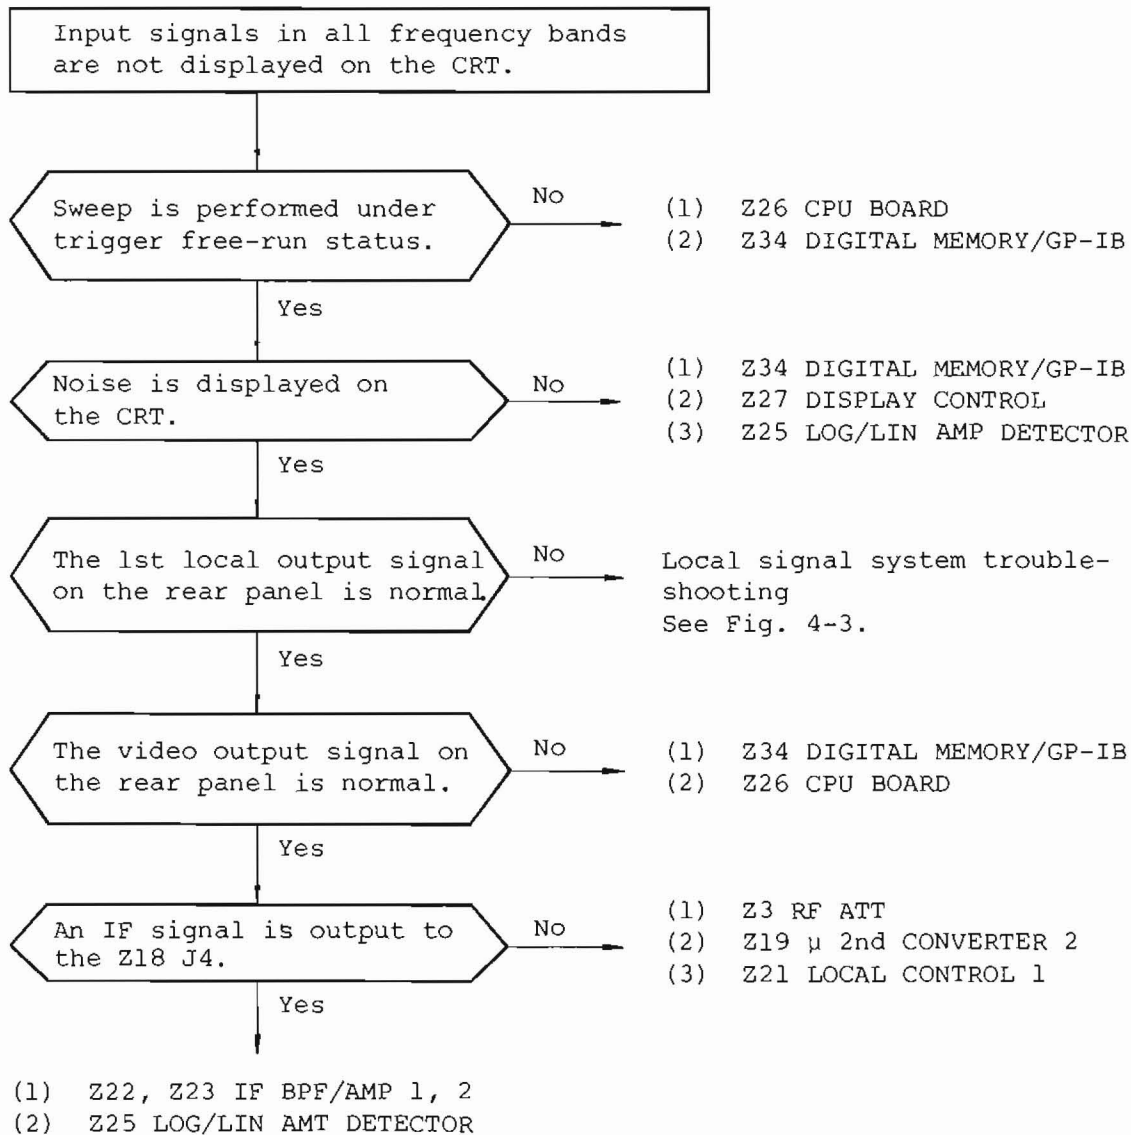 Input signals in all frequency bands
are not displayed on the CRT.
Sweep is performed under
trigger free-run status.
No
(1) Z26 CPU BOARD
(2) Z34 DIGITAL MEMORY/GP-IB
Yes
Noise is displayed on
the CRT.
No
(1) Z34 DIGITAL MEMORY/GP-IB
(2) Z27 DISPLAY CONTROL
(3) Z25 LOG/LIN AMP DETECTOR
Yes
The 1st local output signal
on the rear panel is normal.
No
Local signal system trouble-
shooting
See Fig. 4-3.
Yes
The video output signal on
the rear panel is normal.
No
(1) Z34 DIGITAL MEMORY/GP-IB
(2) Z26 CPU BOARD
Yes
An IF signal is output to
the Z18 J4.
No
(1) Z3 RF ATT
(2) Z19 μ 2nd CONVERTER 2
(3) Z21 LOCAL CONTROL 1
Yes
(1) Z22, Z23 IF BPF/AMP 1, 2
(2) Z25 LOG/LIN AMT DETECTOR